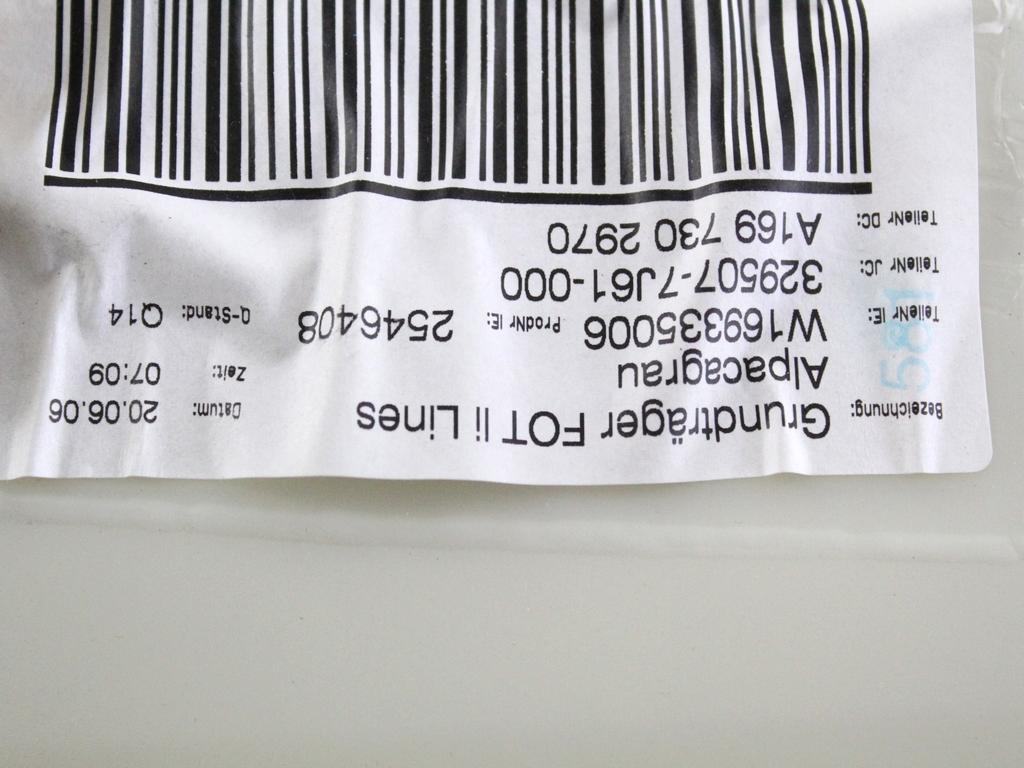 Bezeichnung: Grundträger FOT li Lines Datum: 20.06.06
Alpacagrau Zeit: 07:09
TeileNr IE: W169335006 ProdNr IE: 2546408 Q-Stand: Q14
TeileNr JC: 329507-7J61-000
TeileNr DC: A169 730 2970
581